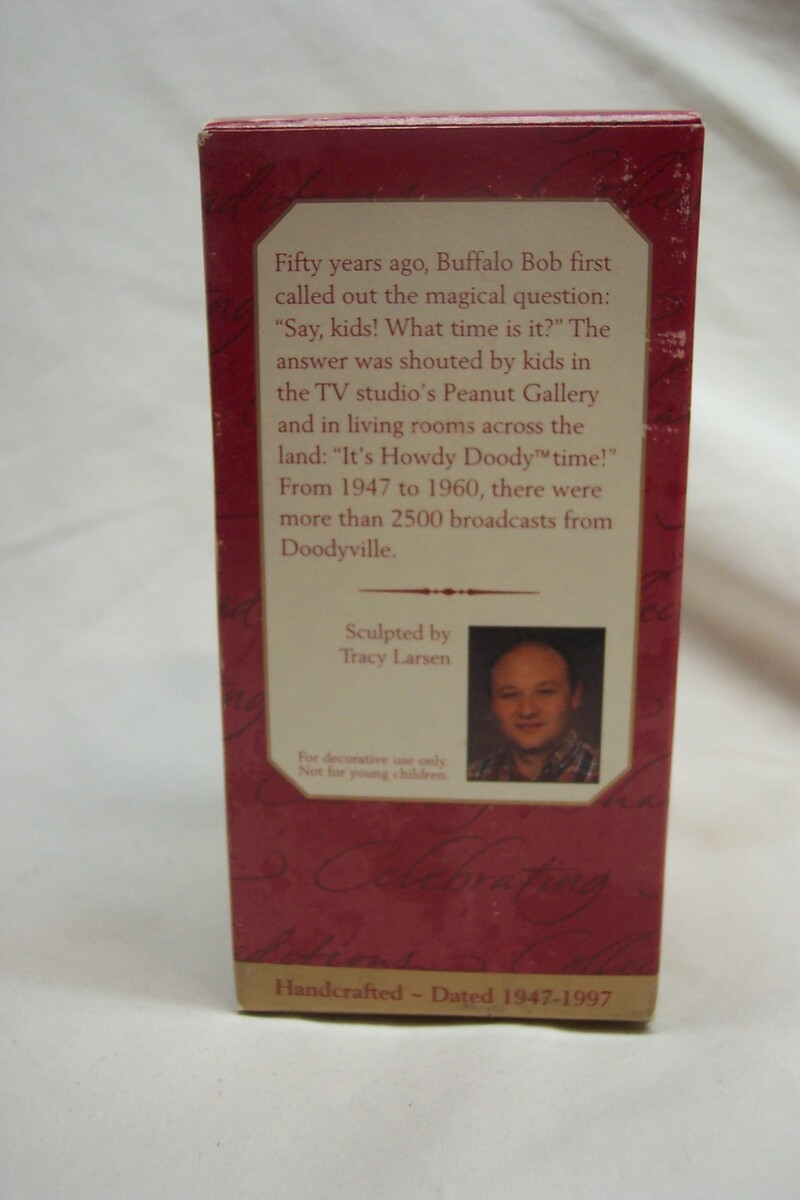 Fifty years ago, Buffalo Bob first
called out the magical question:
“Say, kids! What time is it?” The
answer was shouted by kids in
the TV studio’s Peanut Gallery
and in living rooms across the
land: “It’s Howdy Doody™ time!”
From 1947 to 1960, there were
more than 2500 broadcasts from
Doodyville.
Sculpted by
Tracy Larsen
For decorative use only.
Not for young children.
Celebrating
Handcrafted ~ Dated 1947-1997